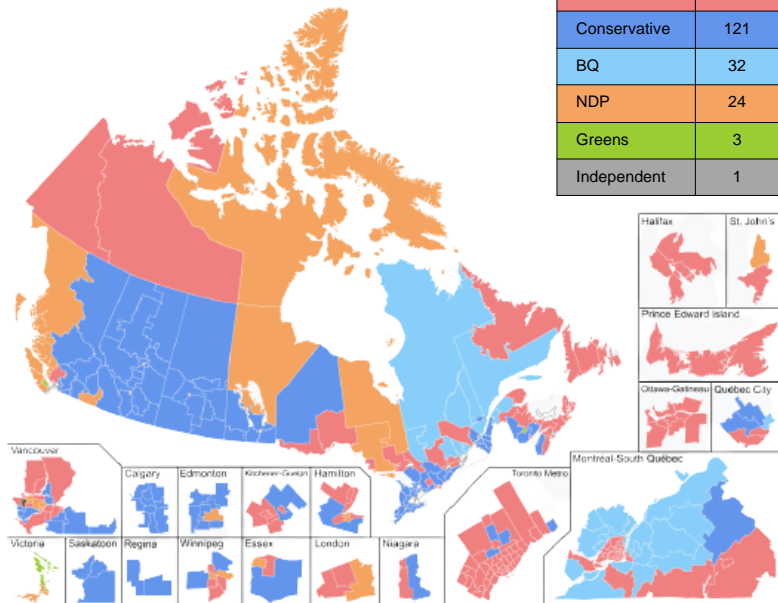 Conservative 121
BQ 32
NDP 24
Greens 3
Independent 1
Halifax St. John's
Prince Edward Island
Ottawa-Gatineau Québec City
Vancouver
Calgary Edmonton Kitchener-Guelph Hamilton
Toronto Metro
Montreal-South Québec
Victoria Saskatoon Regina Winnipeg Essex London Niagara